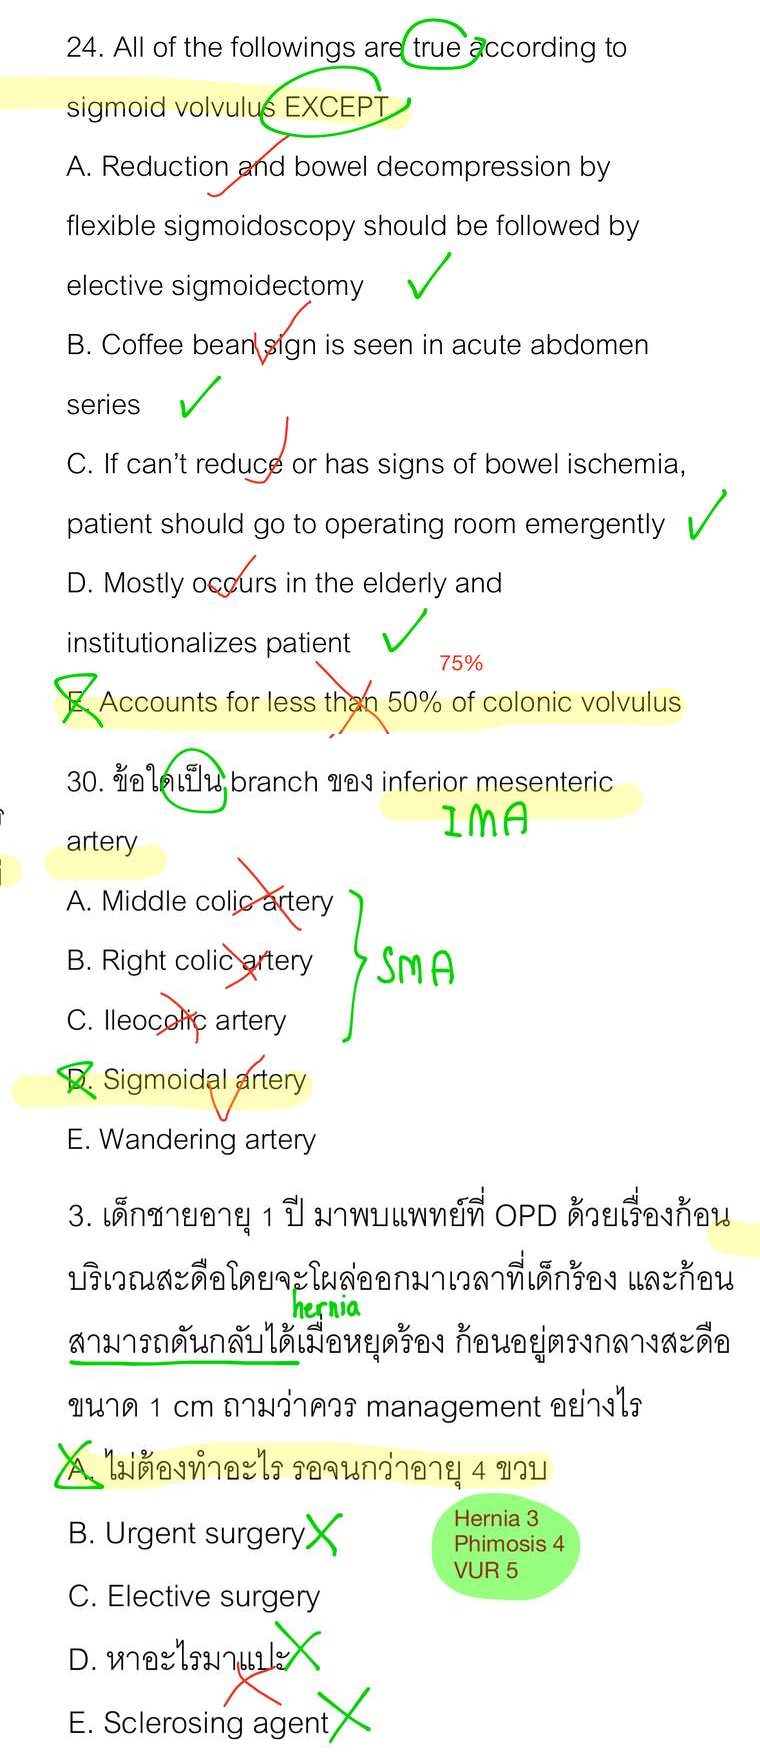 24. All of the followings are true according to
sigmoid volvulus EXCEPT
A. Reduction and bowel decompression by
flexible sigmoidoscopy should be followed by
elective sigmoidectomy
B. Coffee bean sign is seen in acute abdomen
series
C. If can't reduce or has signs of bowel ischemia,
patient should go to operating room emergently
D. Mostly occurs in the elderly and
institutionalizes patient
75%
E. Accounts for less than 50% of colonic volvulus
30. ข้อใดเป็น branch ของ inferior mesenteric
IMA
artery
A. Middle colic artery
B. Right colic artery
SMA
C. Ileocolic artery
D. Sigmoidal artery
E. Wandering artery
3. เด็กชายอายุ 1 ปี มาพบแพทย์ที่ OPD ด้วยเรื่องก้อน
บริเวณสะดือโดยจะโผล่ออกมาเวลาที่เด็กร้อง และก้อน
hernia
สามารถดันกลับได้เมื่อหยุดร้อง ก้อนอยู่ตรงกลางสะดือ
ขนาด 1 cm ถามว่าควร management อย่างไร
A. ไม่ต้องทำอะไร รอจนกว่าอายุ 4 ขวบ
B. Urgent surgery
Hernia 3
Phimosis 4
VUR 5
C. Elective surgery
D. หาอะไรมาแปะ
E. Sclerosing agent